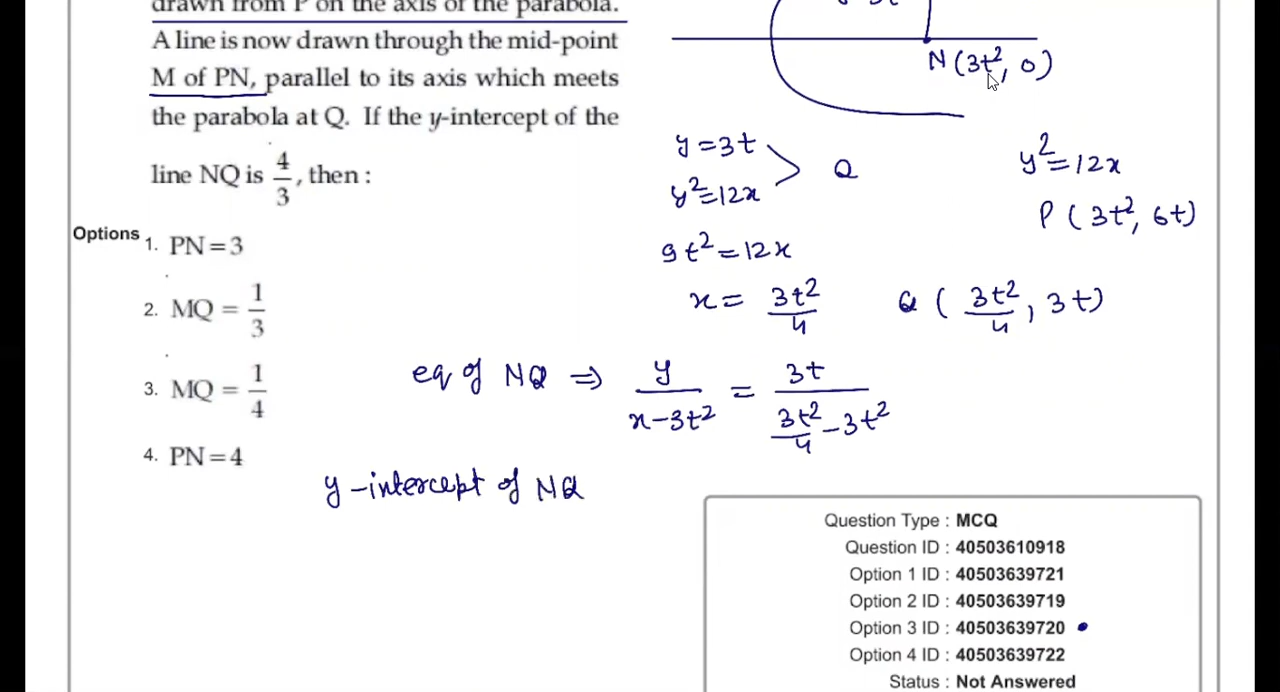 drawn from P on the axis of the parabola.
A line is now drawn through the mid-point
M of PN, parallel to its axis which meets
the parabola at Q. If the y-intercept of the
line NQ is 4/3, then :
Options
1. PN = 3
2. MQ = 1/3
3. MQ = 1/4
4. PN = 4
N (3t², 0)
y = 3t
y² = 12x
Q
9t² = 12x
x = 3t²/4
Q ( 3t²/4 , 3t)
y² = 12x
P ( 3t², 6t)
eq of NQ ⇒ y/(x-3t²) = 3t/(3t²/4 - 3t²)
y-intercept of NQ
Question Type : MCQ
Question ID : 40503610918
Option 1 ID : 40503639721
Option 2 ID : 40503639719
Option 3 ID : 40503639720
Option 4 ID : 40503639722
Status : Not Answered